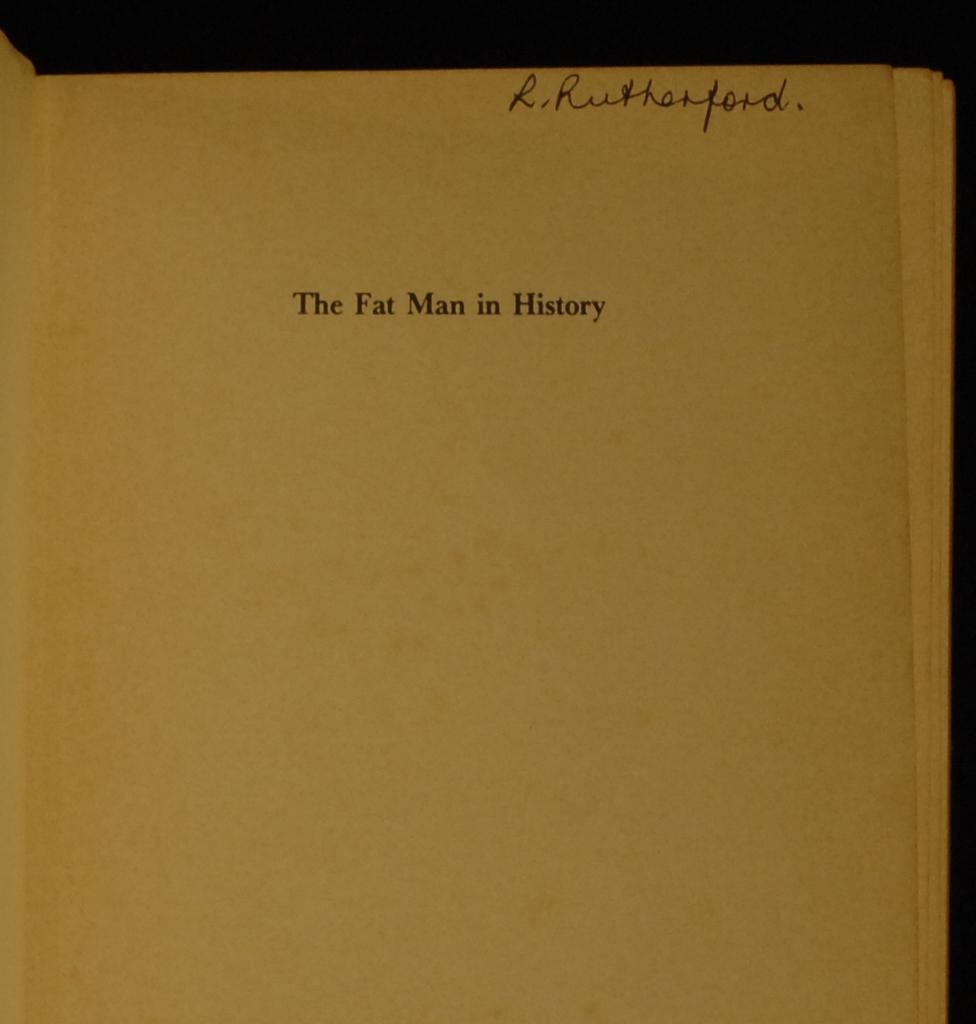 R. Rutherford.
The Fat Man in History